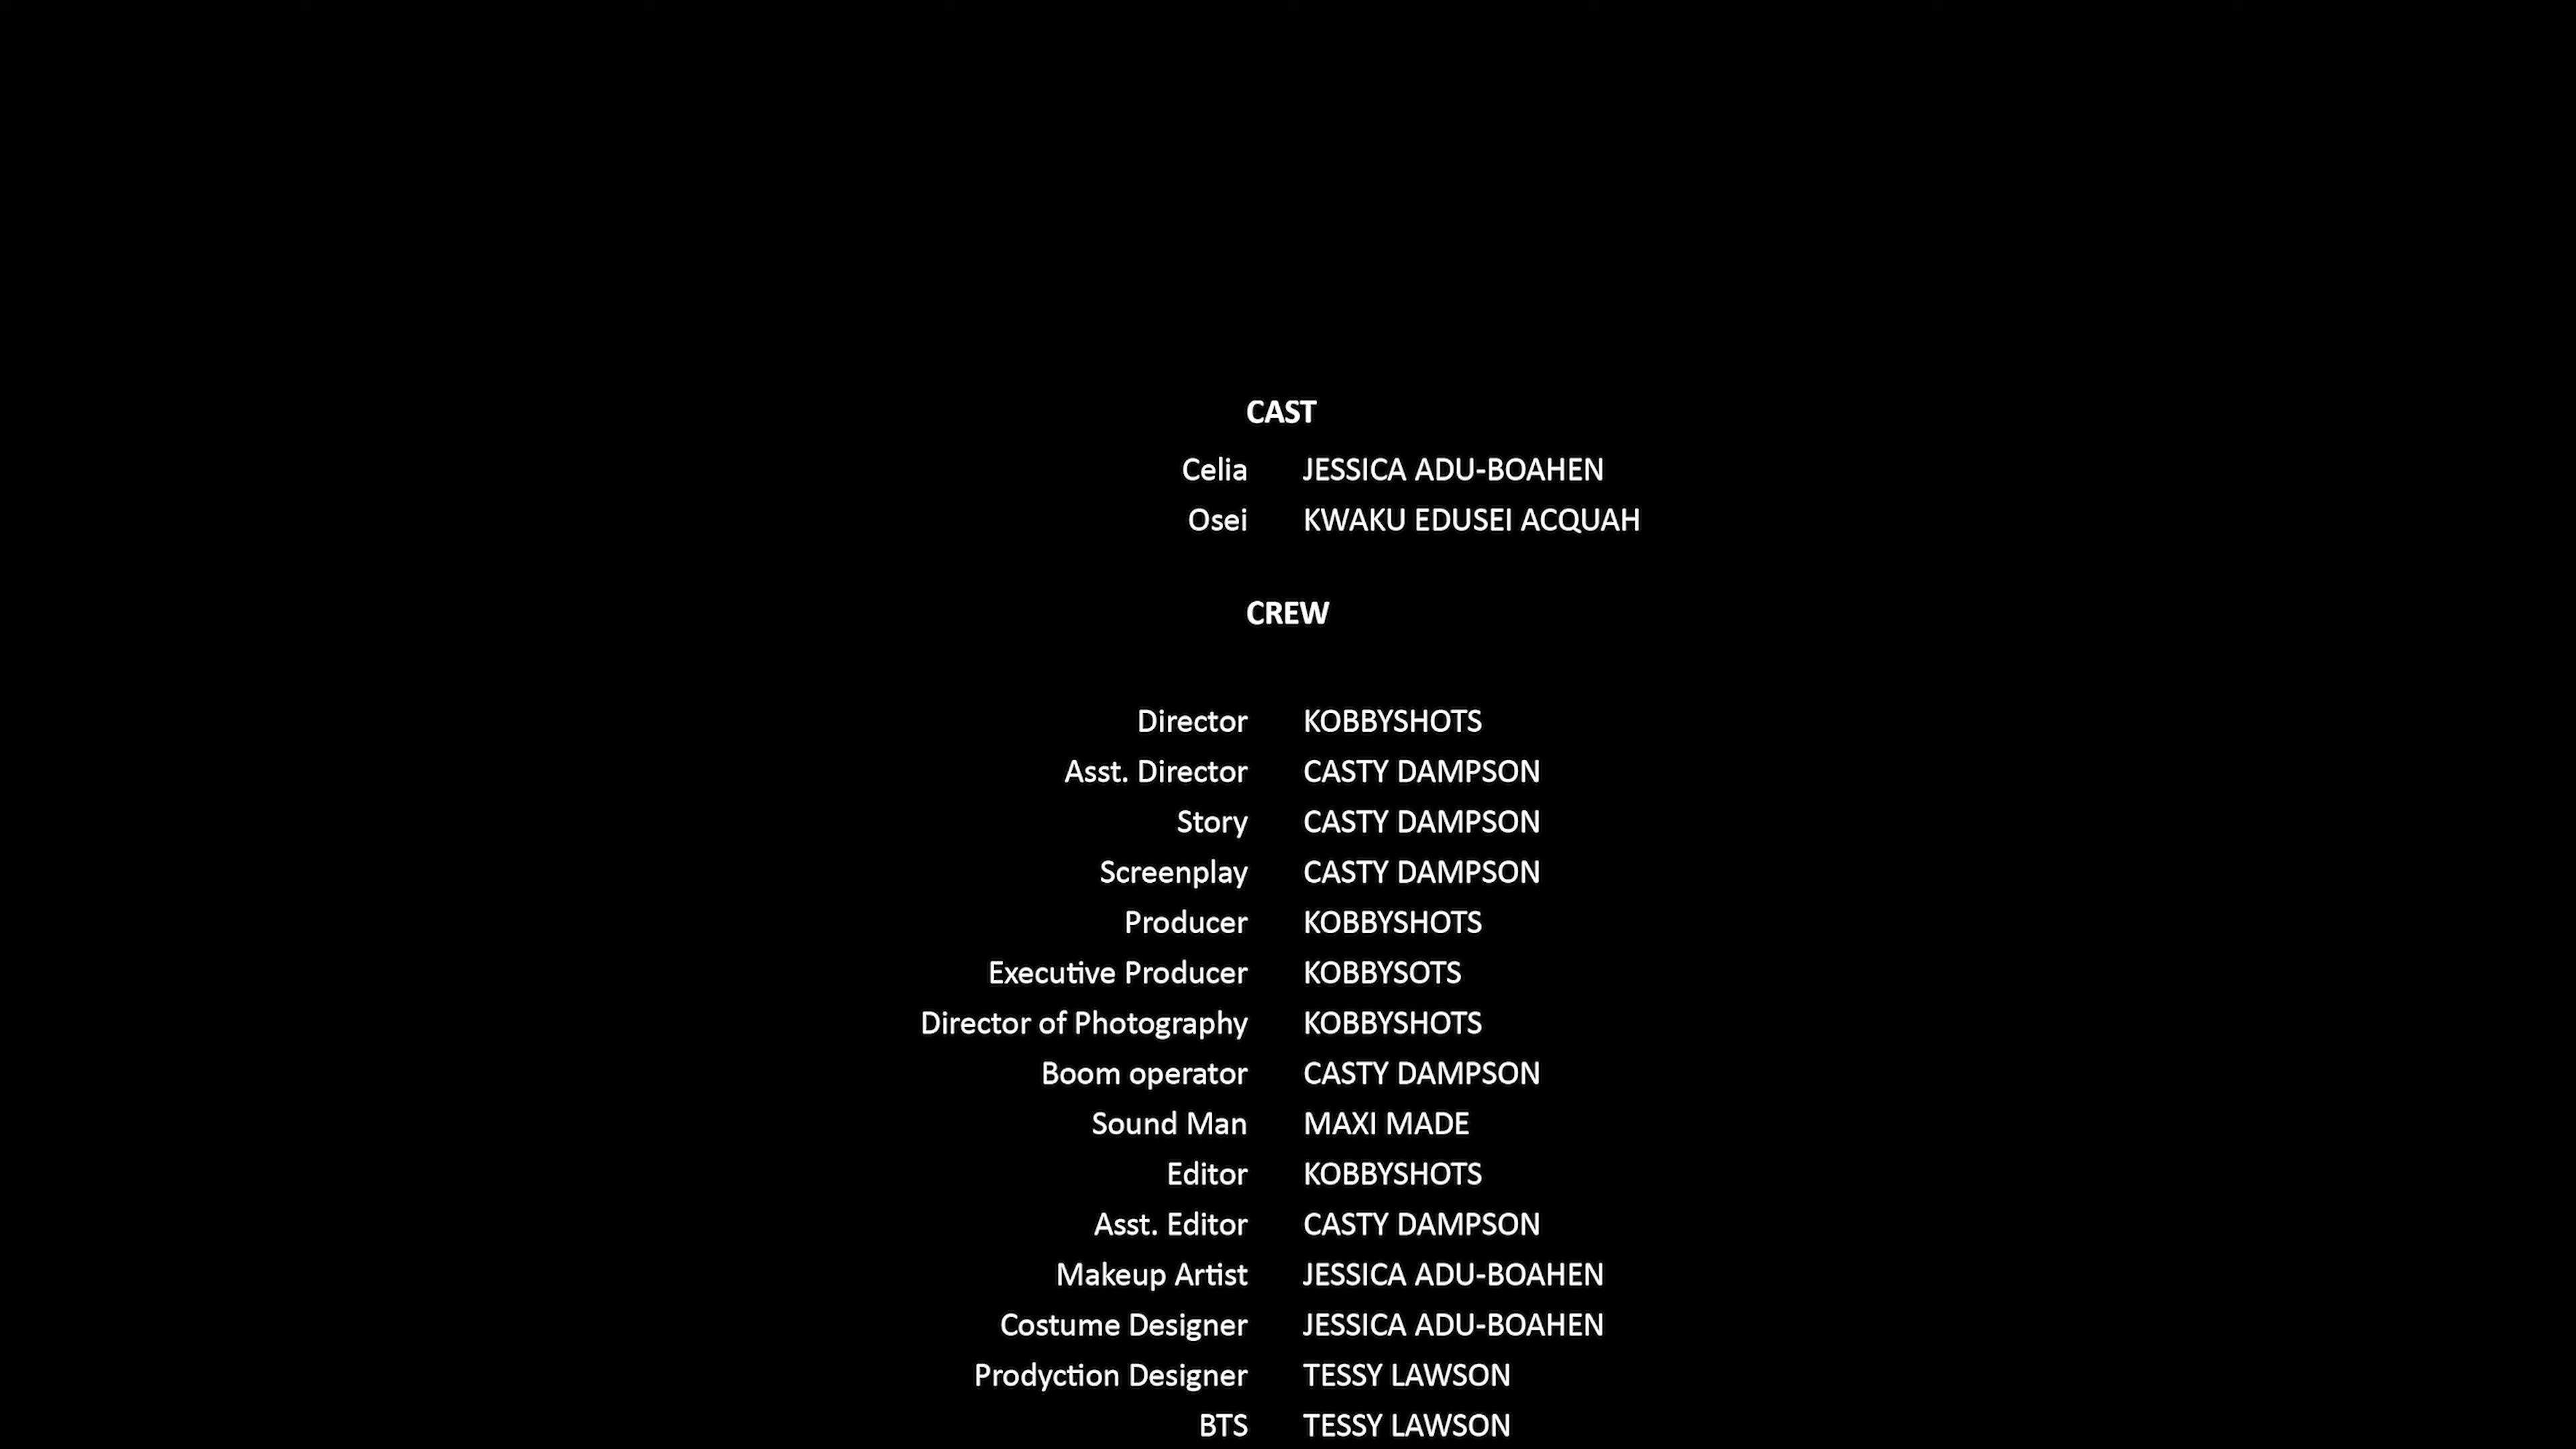 CAST
Celia JESSICA ADU-BOAHEN
Osei KWAKU EDUSEI ACQUAH
CREW
Director KOBBYSHOTS
Asst. Director CASTY DAMPSON
Story CASTY DAMPSON
Screenplay CASTY DAMPSON
Producer KOBBYSHOTS
Executive Producer KOBBYSOTS
Director of Photography KOBBYSHOTS
Boom operator CASTY DAMPSON
Sound Man MAXI MADE
Editor KOBBYSHOTS
Asst. Editor CASTY DAMPSON
Makeup Artist JESSICA ADU-BOAHEN
Costume Designer JESSICA ADU-BOAHEN
Prodyction Designer TESSY LAWSON
BTS TESSY LAWSON